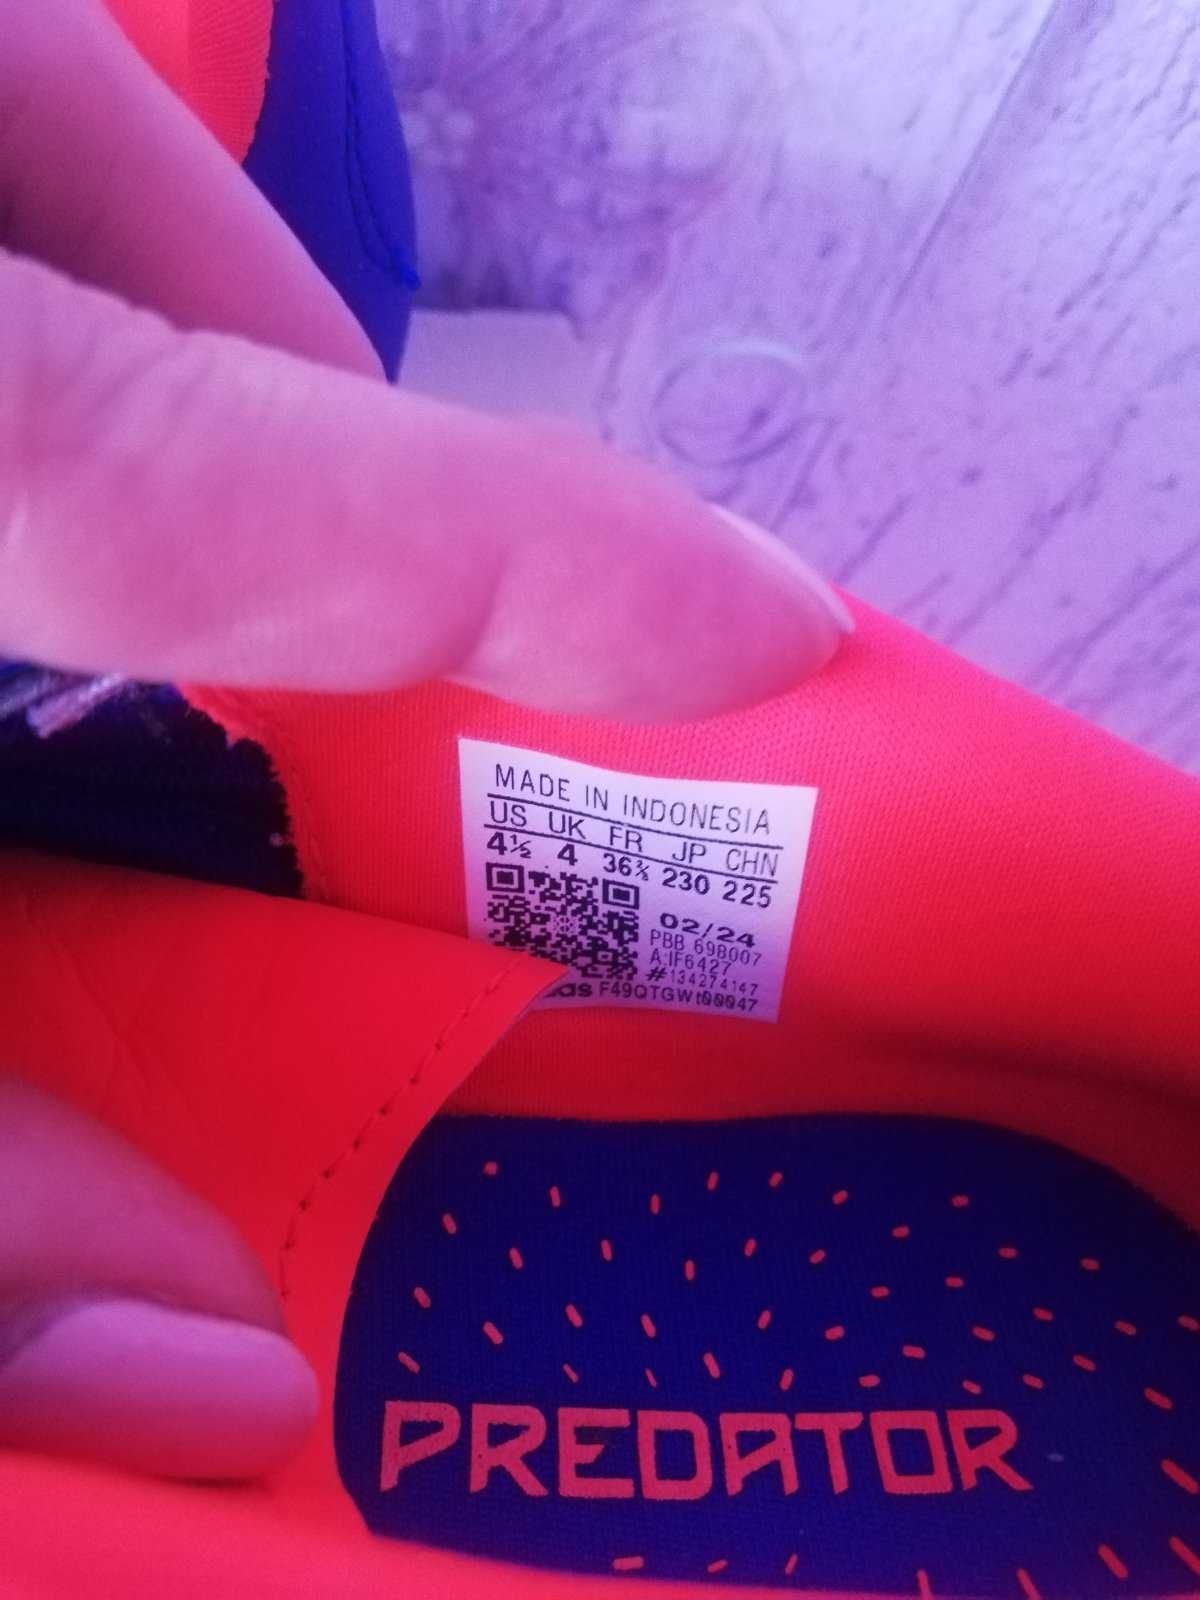 MADE IN INDONESIA
US UK FR JP CHN
4½ 4 36⅔ 230 225
02/24
PBB 698007
A:IF6427
#134274147
F49QTGWt00047
PREDATOR